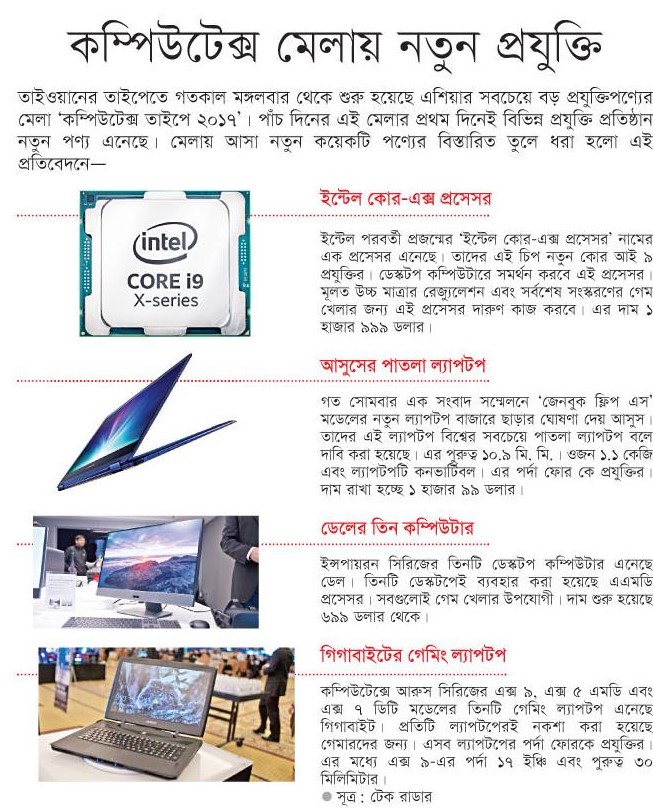 কম্পিউটেক্স মেলায় নতুন প্রযুক্তি
তাইওয়ানের তাইপেতে গতকাল মঙ্গলবার থেকে শুরু হয়েছে এশিয়ার সবচেয়ে বড় প্রযুক্তিপণ্যের
মেলা ‘কম্পিউটেক্স তাইপে ২০১৭’। পাঁচ দিনের এই মেলার প্রথম দিনেই বিভিন্ন প্রযুক্তি প্রতিষ্ঠান
নতুন পণ্য এনেছে। মেলায় আসা নতুন কয়েকটি পণ্যের বিস্তারিত তুলে ধরা হলো এই
প্রতিবেদনে—
intel
CORE i9
X-series
ইন্টেল কোর-এক্স প্রসেসর
ইন্টেল পরবর্তী প্রজন্মের ‘ইন্টেল কোর-এক্স প্রসেসর’ নামের
এক প্রসেসর এনেছে। তাদের এই চিপ নতুন কোর আই ৯
প্রযুক্তির। ডেস্কটপ কম্পিউটারে সমর্থন করবে এই প্রসেসর।
মূলত উচ্চ মাত্রার রেজ্যুলেশন এবং সর্বশেষ সংস্করণের গেম
খেলার জন্য এই প্রসেসর দারুণ কাজ করবে। এর দাম ১
হাজার ৯৯৯ ডলার।
আসুসের পাতলা ল্যাপটপ
গত সোমবার এক সংবাদ সম্মেলনে ‘জেনবুক ফ্লিপ এস’
মডেলের নতুন ল্যাপটপ বাজারে ছাড়ার ঘোষণা দেয় আসুস।
তাদের এই ল্যাপটপ বিশ্বের সবচেয়ে পাতলা ল্যাপটপ বলে
দাবি করা হয়েছে। এর পুরুত্ব ১০.৯ মি. মি.। ওজন ১.১ কেজি
এবং ল্যাপটপটি কনভার্টিবল। এর পর্দা ফোর কে প্রযুক্তির।
দাম রাখা হচ্ছে ১ হাজার ৯৯ ডলার।
ডেলের তিন কম্পিউটার
ইন্সপায়রন সিরিজের তিনটি ডেস্কটপ কম্পিউটার এনেছে
ডেল। তিনটি ডেস্কটপেই ব্যবহার করা হয়েছে এএমডি
প্রসেসর। সবগুলোই গেম খেলার উপযোগী। দাম শুরু হয়েছে
৬৯৯ ডলার থেকে।
গিগাবাইটের গেমিং ল্যাপটপ
কম্পিউটেক্সে আরুস সিরিজের এক্স ৯, এক্স ৫ এমডি এবং
এক্স ৭ ডিটি মডেলের তিনটি গেমিং ল্যাপটপ এনেছে
গিগাবাইট। প্রতিটি ল্যাপটপেরই নকশা করা হয়েছে
গেমারদের জন্য। এসব ল্যাপটপের পর্দা ফোরকে প্রযুক্তির।
এর মধ্যে এক্স ৯-এর পর্দা ১৭ ইঞ্চি এবং পুরুত্ব ৩০
মিলিমিটার।
● সূত্র : টেক রাডার